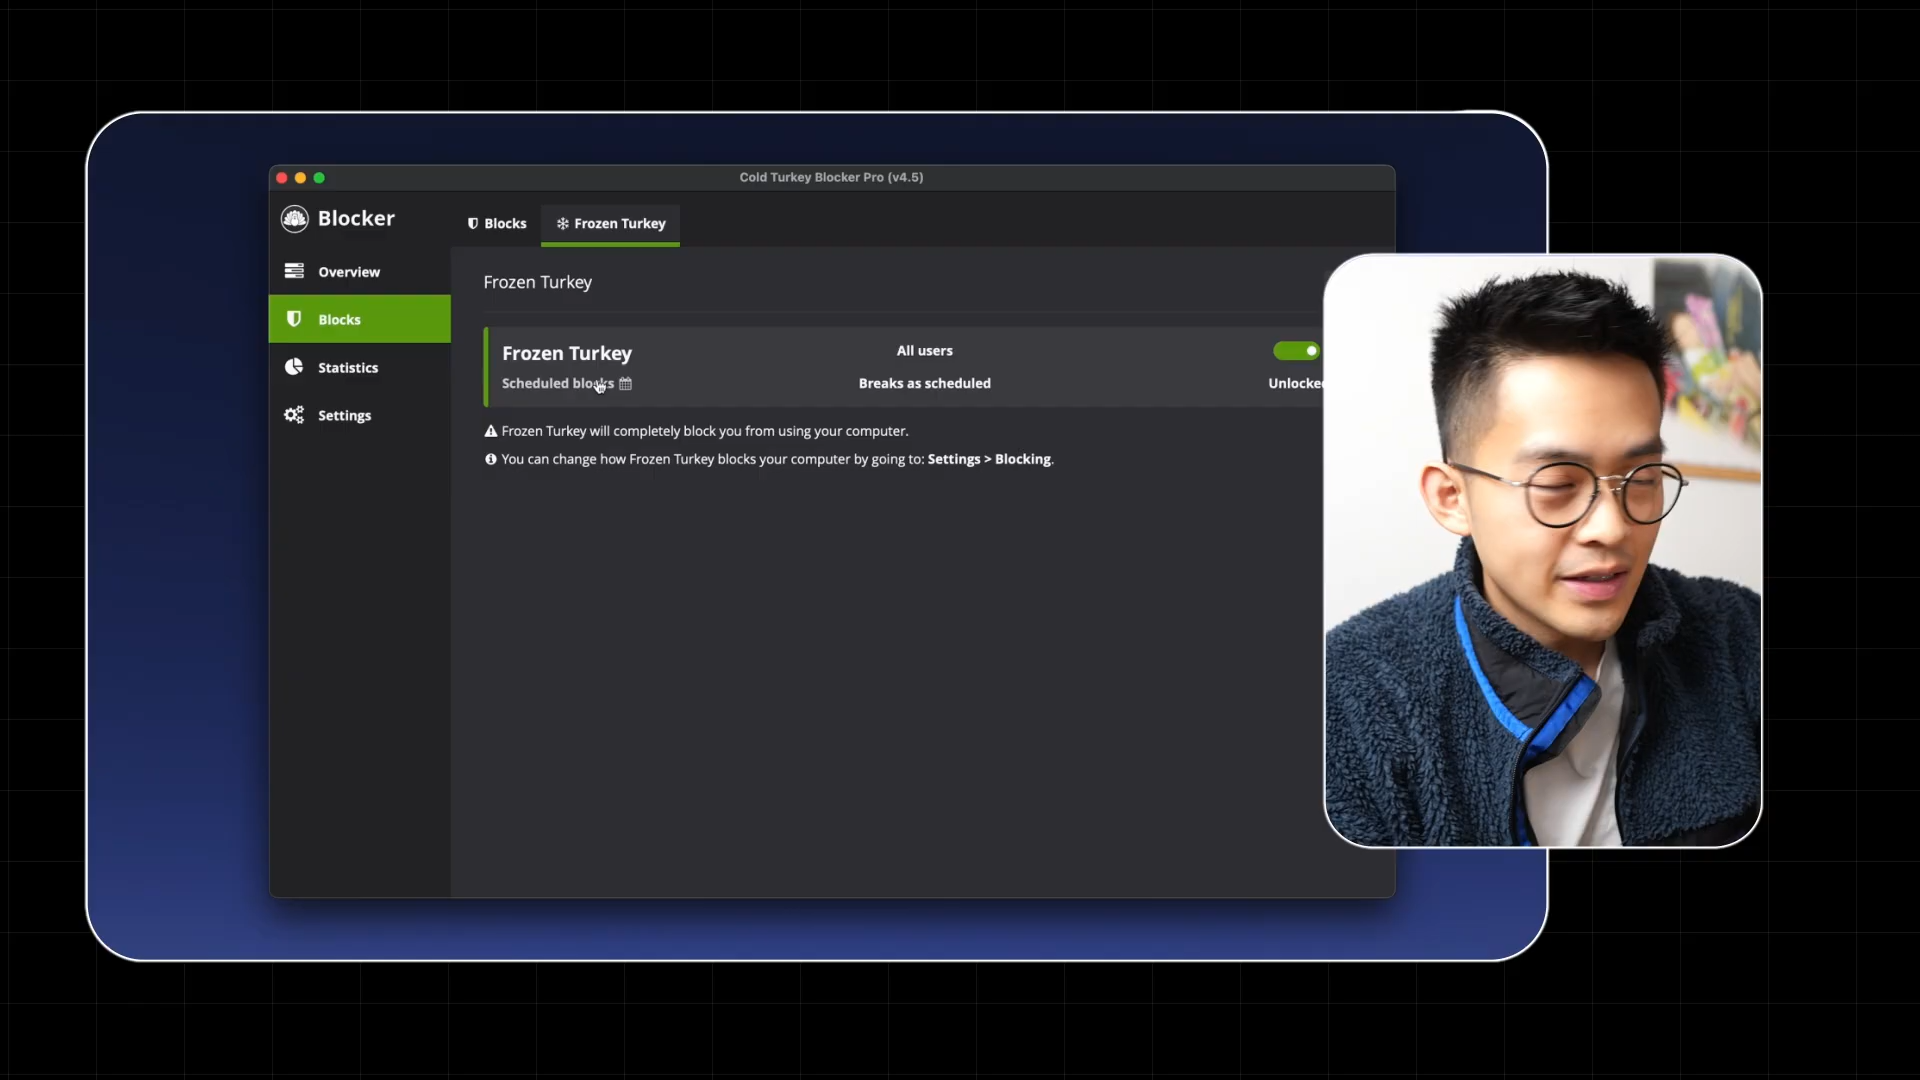 Cold Turkey Blocker Pro (v4.5)
Blocker
Blocks
Frozen Turkey
Overview
Blocks
Statistics
Settings
Frozen Turkey
Frozen Turkey
All users
Scheduled blocks
Breaks as scheduled
Unlocked
Frozen Turkey will completely block you from using your computer.
You can change how Frozen Turkey blocks your computer by going to: Settings > Blocking.